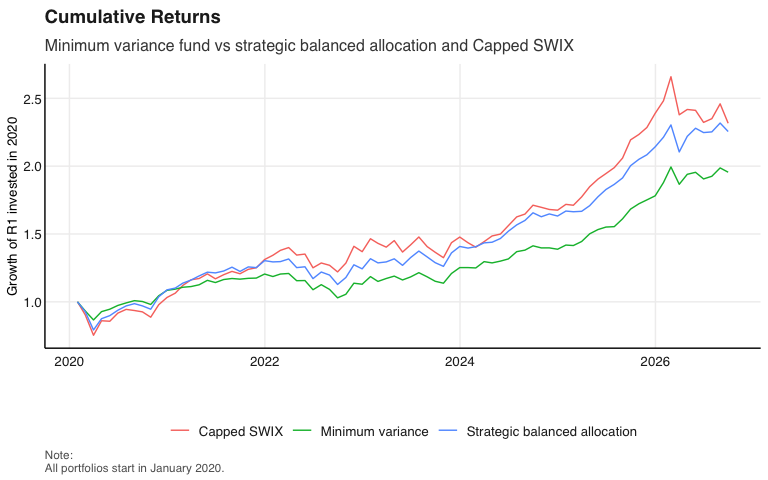 Cumulative Returns
Minimum variance fund vs strategic balanced allocation and Capped SWIX
Growth of R1 invested in 2020
2.5
2.0
1.5
1.0
2020 2022 2024 2026
Capped SWIX Minimum variance Strategic balanced allocation
Note:
All portfolios start in January 2020.